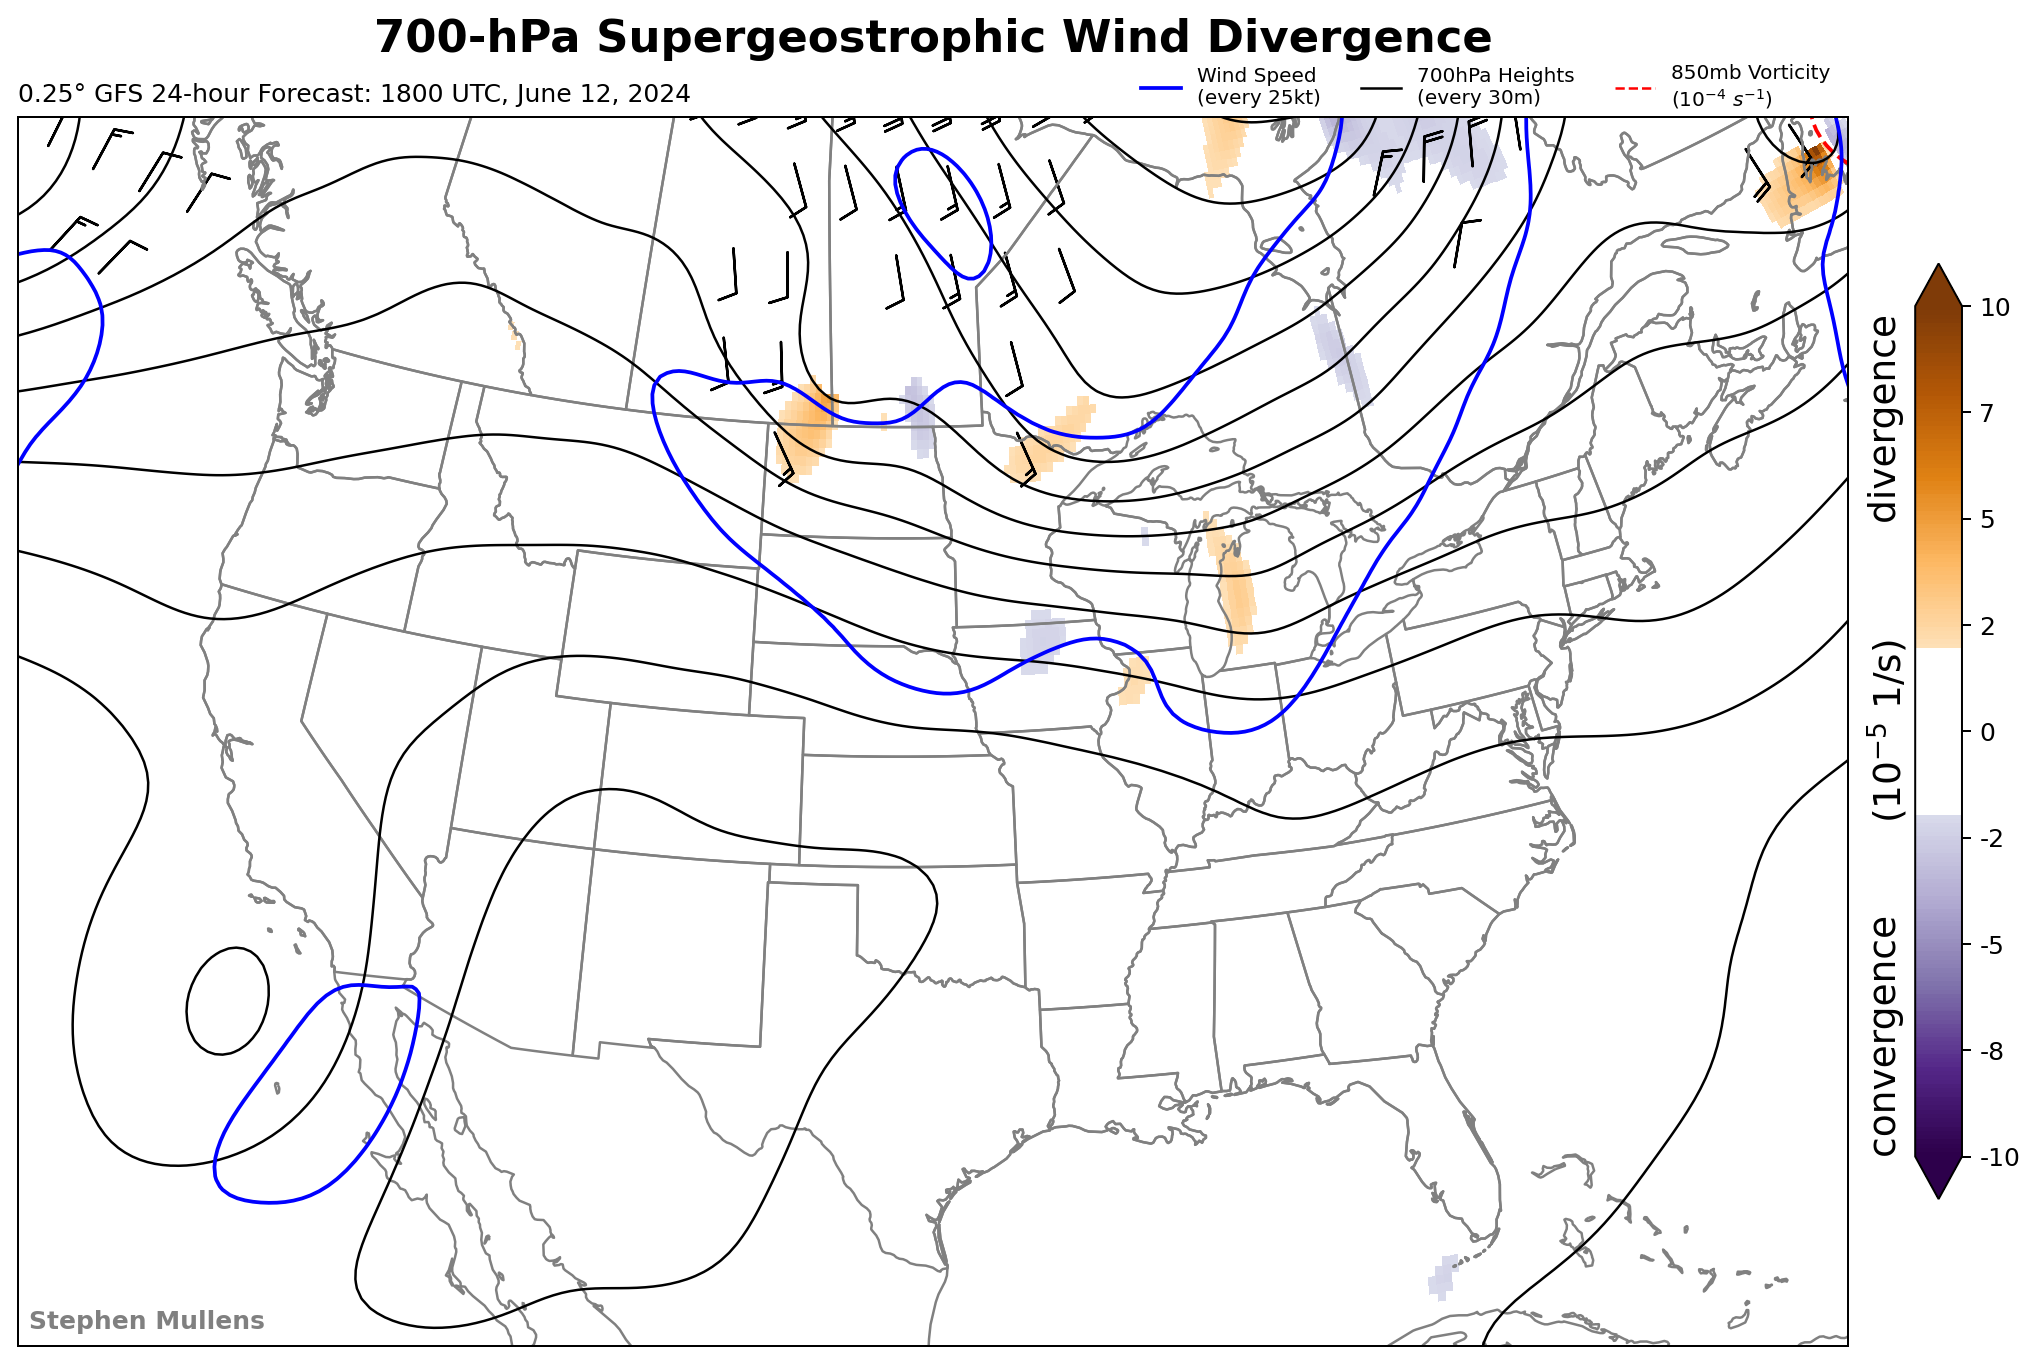 700-hPa Supergeostrophic Wind Divergence
0.25° GFS 24-hour Forecast: 1800 UTC, June 12, 2024
Wind Speed
(every 25kt)
700hPa Heights
(every 30m)
850mb Vorticity
(10⁻⁴ s⁻¹)
10
7
5
2
0
-2
-5
-8
-10
convergence (10⁻⁵ 1/s) divergence
Stephen Mullens